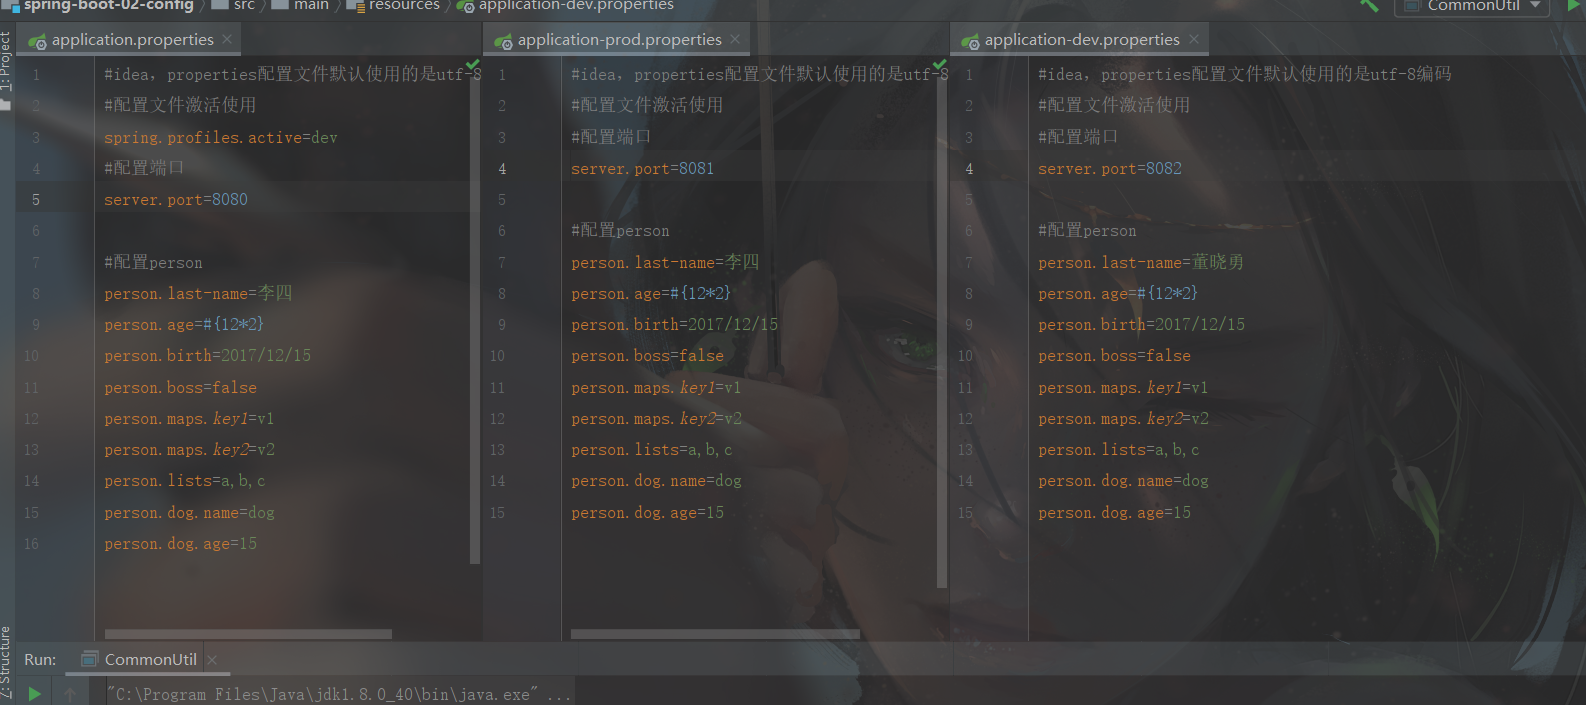 spring-boot-02-config src main resources application-dev.properties
CommonUtil
1: Project
application.properties
1 #idea, properties配置文件默认使用的是utf-8
2 #配置文件激活使用
3 spring.profiles.active=dev
4 #配置端口
5 server.port=8080
6
7 #配置person
8 person.last-name=李四
9 person.age=#{12*2}
10 person.birth=2017/12/15
11 person.boss=false
12 person.maps.key1=v1
13 person.maps.key2=v2
14 person.lists=a,b,c
15 person.dog.name=dog
16 person.dog.age=15
application-prod.properties
1 #idea, properties配置文件默认使用的是utf-8
2 #配置文件激活使用
3 #配置端口
4 server.port=8081
5
6 #配置person
7 person.last-name=李四
8 person.age=#{12*2}
9 person.birth=2017/12/15
10 person.boss=false
11 person.maps.key1=v1
12 person.maps.key2=v2
13 person.lists=a,b,c
14 person.dog.name=dog
15 person.dog.age=15
application-dev.properties
1 #idea, properties配置文件默认使用的是utf-8编码
2 #配置文件激活使用
3 #配置端口
4 server.port=8082
5
6 #配置person
7 person.last-name=董晓勇
8 person.age=#{12*2}
9 person.birth=2017/12/15
10 person.boss=false
11 person.maps.key1=v1
12 person.maps.key2=v2
13 person.lists=a,b,c
14 person.dog.name=dog
15 person.dog.age=15
Z: Structure
Run: CommonUtil
"C:\Program Files\Java\jdk1.8.0_40\bin\java.exe" ...